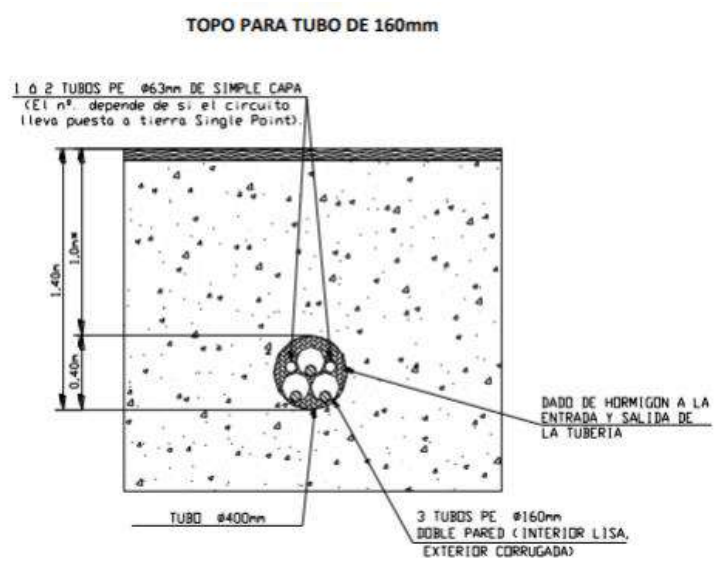 TOPO PARA TUBO DE 160mm
1 ó 2 TUBOS PE Ø63mm DE SIMPLE CAPA
(El nº. depende de si el circuito
lleva puesta a tierra Single Point).
1,0m*
1,40m
0,40m
DADO DE HORMIGON A LA
ENTRADA Y SALIDA DE
LA TUBERIA
TUBO Ø400mm
3 TUBOS PE Ø160mm
DOBLE PARED (INTERIOR LISA,
EXTERIOR CORRUGADA)